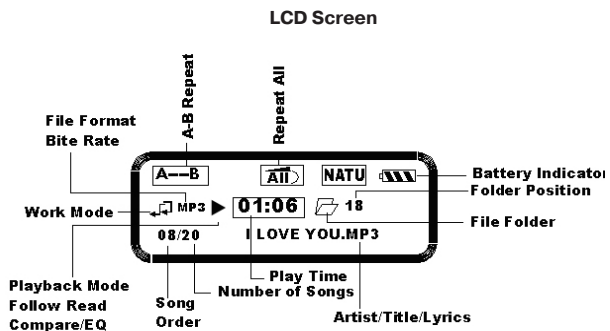 LCD Screen
A-B Repeat
Repeat All
File Format
Bite Rate
A--B
All
NATU
Battery Indicator
Folder Position
Work Mode
MP3
01:06
18
File Folder
08/20
I LOVE YOU.MP3
Playback Mode
Follow Read
Compare/EQ
Song
Order
Play Time
Number of Songs
Artist/Title/Lyrics